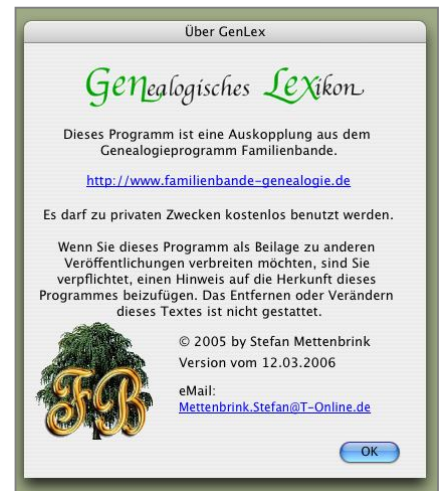 Über GenLex
GENealogisches LEXikon
Dieses Programm ist eine Auskopplung aus dem
Genealogieprogramm Familienbande.
http://www.familienbande-genealogie.de
Es darf zu privaten Zwecken kostenlos benutzt werden.
Wenn Sie dieses Programm als Beilage zu anderen
Veröffentlichungen verbreiten möchten, sind Sie
verpflichtet, einen Hinweis auf die Herkunft dieses
Programmes beizufügen. Das Entfernen oder Verändern
dieses Textes ist nicht gestattet.
FB
© 2005 by Stefan Mettenbrink
Version vom 12.03.2006
eMail:
Mettenbrink.Stefan@T-Online.de
OK